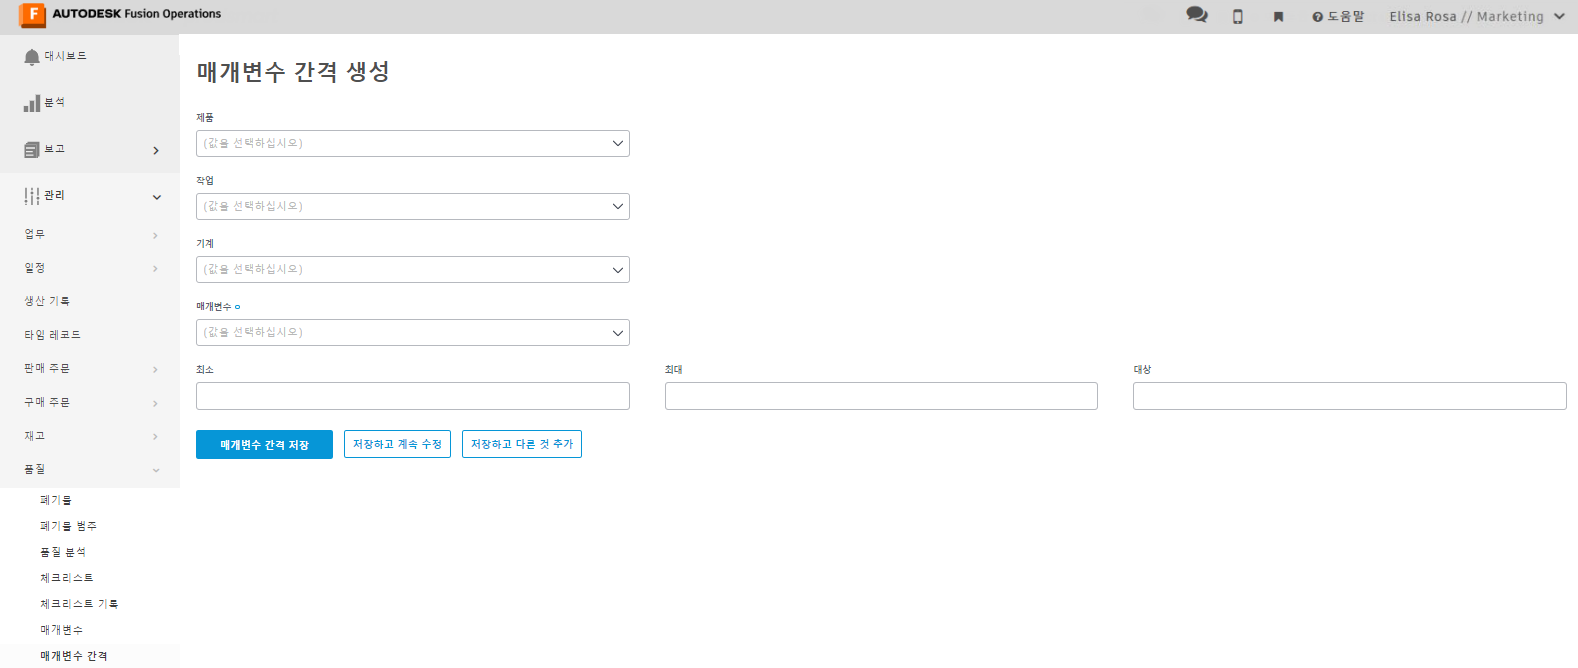 F AUTODESK Fusion Operations
도움말
Elisa Rosa // Marketing
대시보드
분석
보고
관리
업무
일정
생산 기록
타임 레코드
판매 주문
구매 주문
재고
품질
폐기물
폐기물 범주
품질 분석
체크리스트
체크리스트 기록
매개변수
매개변수 간격
매개변수 간격 생성
제품
(값을 선택하십시오)
작업
(값을 선택하십시오)
기계
(값을 선택하십시오)
매개변수
(값을 선택하십시오)
최소
최대
대상
매개변수 간격 저장
저장하고 계속 수정
저장하고 다른 것 추가